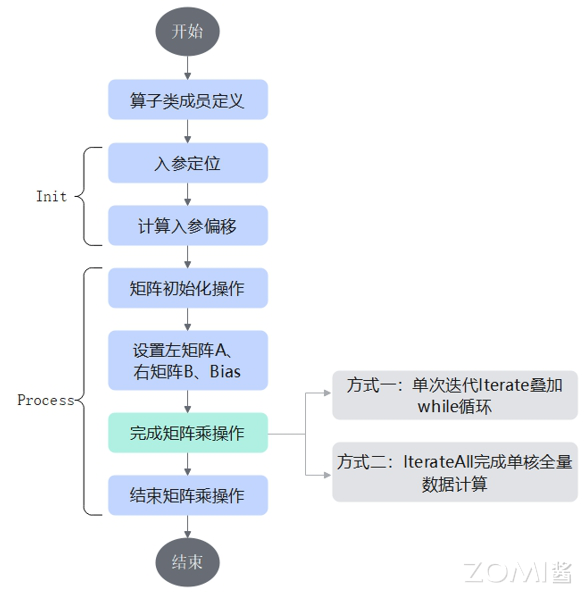 开始
算子类成员定义
Init
入参定位
计算入参偏移
Process
矩阵初始化操作
设置左矩阵A、
右矩阵B、Bias
完成矩阵乘操作
方式一：单次迭代Iterate叠加
while循环
方式二：IterateAll完成单核全量
数据计算
结束矩阵乘操作
结束
ZOMI酱